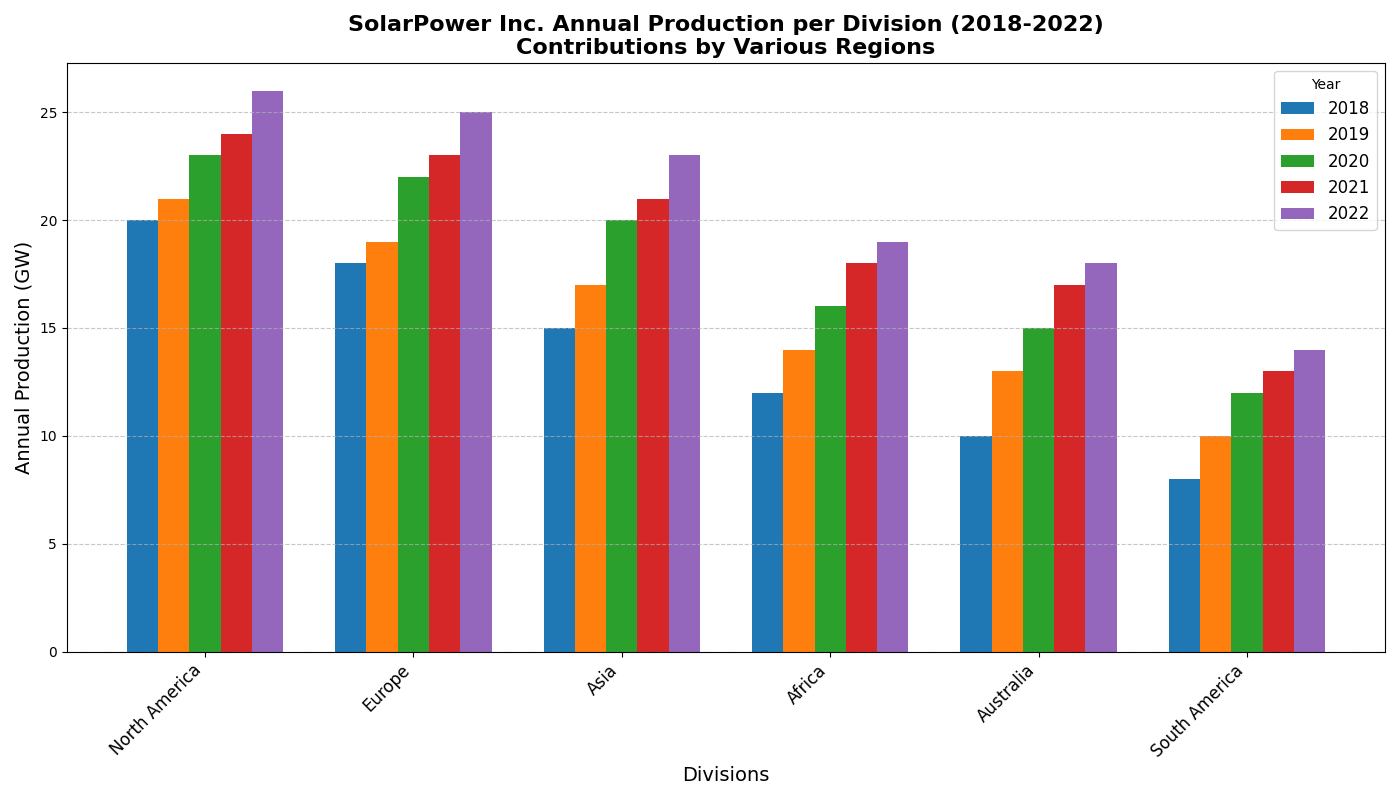 SolarPower Inc. Annual Production per Division (2018-2022)
Contributions by Various Regions
Annual Production (GW)
25
20
15
10
5
0
Year
2018
2019
2020
2021
2022
North America
Europe
Asia
Africa
Australia
South America
Divisions